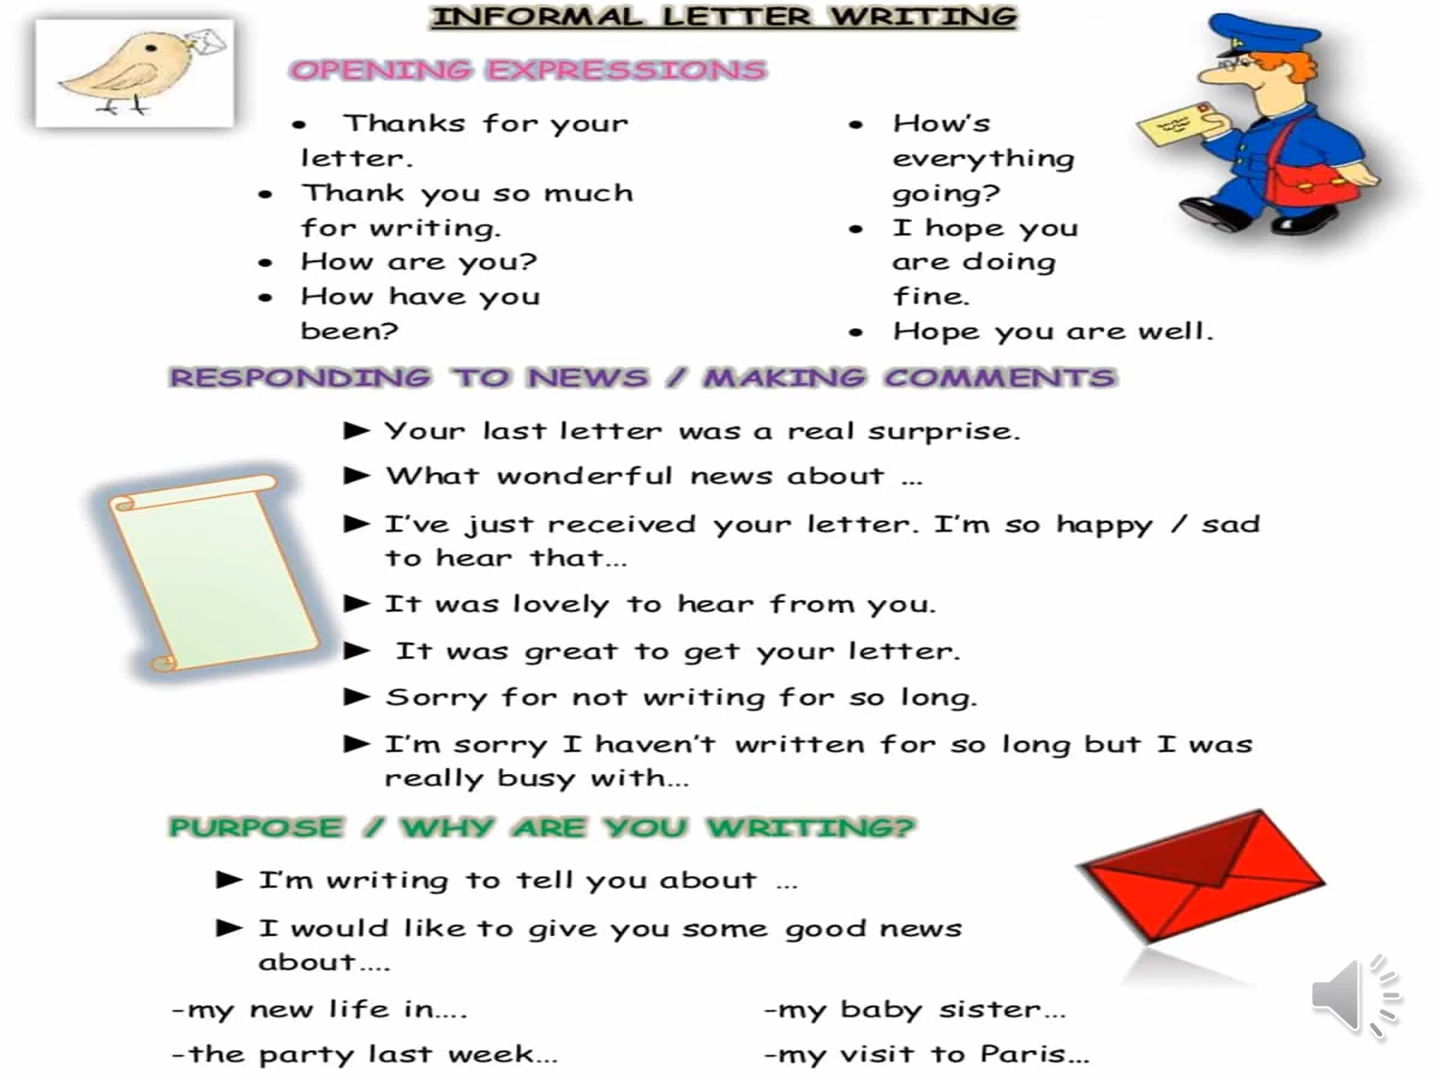 INFORMAL LETTER WRITING
OPENING EXPRESSIONS
• Thanks for your
letter.
• Thank you so much
for writing.
• How are you?
• How have you
been?
• How's
everything
going?
• I hope you
are doing
fine.
• Hope you are well.
RESPONDING TO NEWS / MAKING COMMENTS
► Your last letter was a real surprise.
► What wonderful news about ...
► I've just received your letter. I'm so happy / sad
to hear that...
► It was lovely to hear from you.
► It was great to get your letter.
► Sorry for not writing for so long.
► I'm sorry I haven't written for so long but I was
really busy with...
PURPOSE / WHY ARE YOU WRITING?
► I'm writing to tell you about ...
► I would like to give you some good news
about....
-my new life in....
-the party last week...
-my baby sister...
-my visit to Paris...